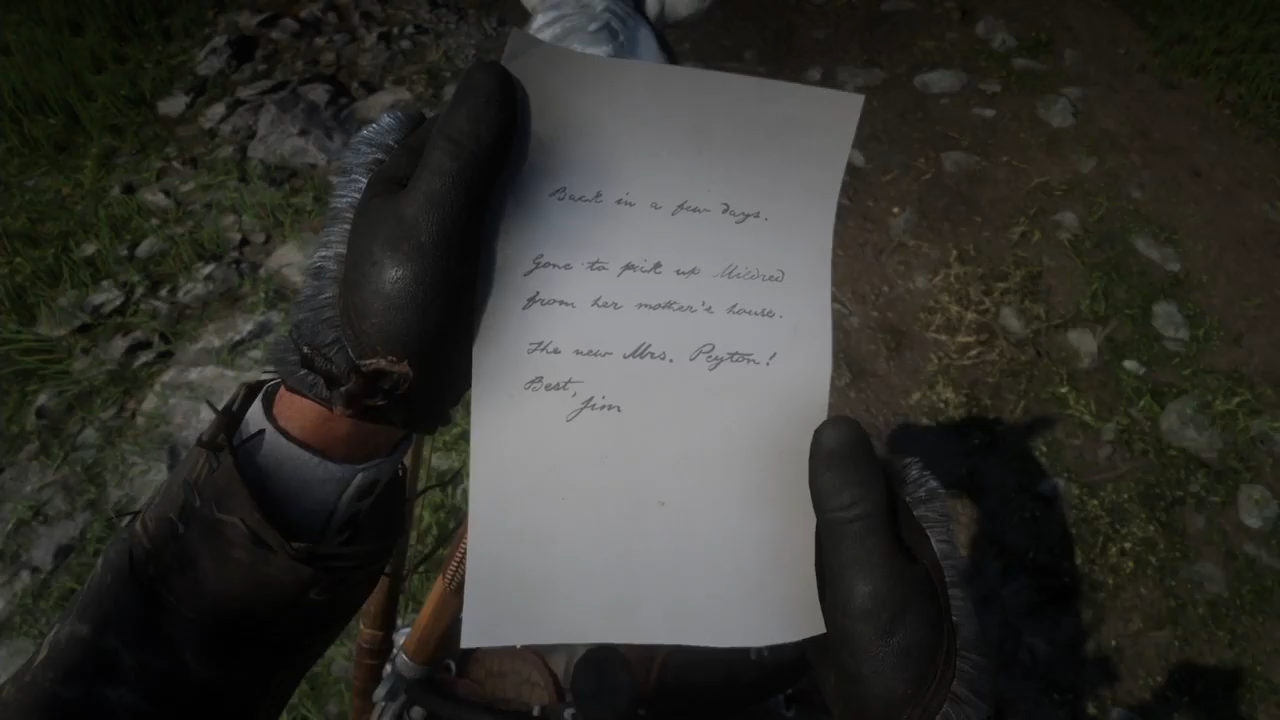 Back in a few days.
Gone to pick up Mildred
from her mother's house.
The new Mrs. Peyton!
Best,
Jim